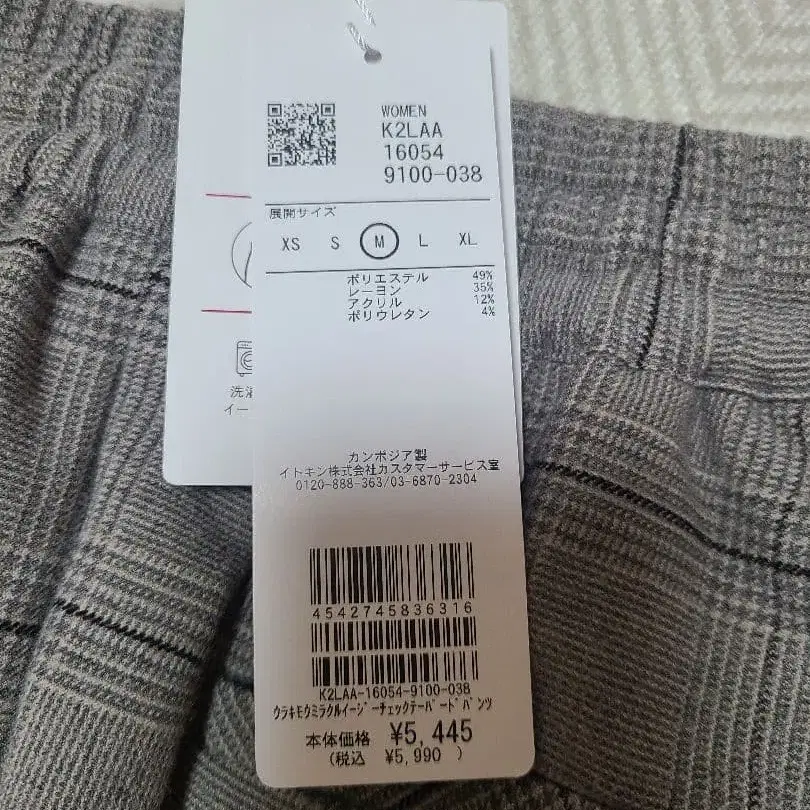 WOMEN
K2LAA
16054
9100-038
展開サイズ
XS S M L XL
ポリエステル 49%
レーヨン 35%
アクリル 12%
ポリウレタン 4%
カンボジア製
イトキン株式会社カスタマーサービス室
0120-888-363/03-6870-2304
4542745836316
K2LAA-16054-9100-038
ウラキモウミラクルイージーチェックテーパードパンツ
本体価格 ¥5,445
(税込 ¥5,990 )
洗濯
イー